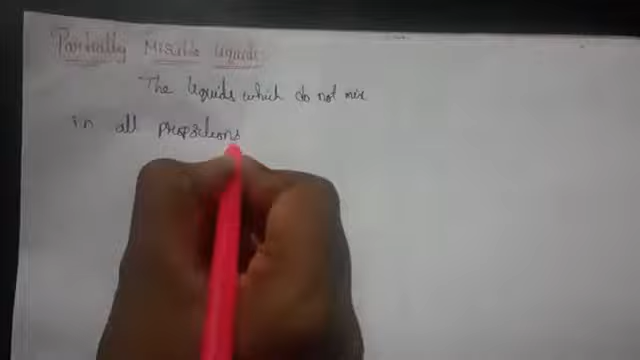 Partially Miscible Liquids
The liquids which do not mix
in all proportions